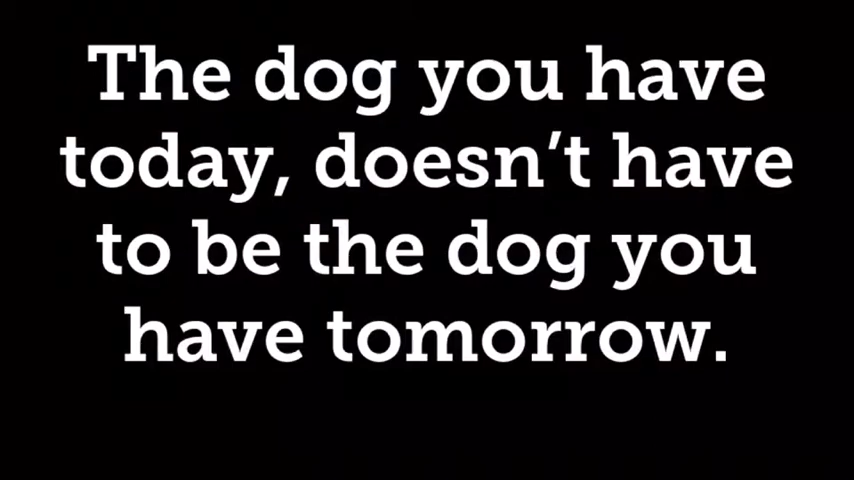 The dog you have
today, doesn’t have
to be the dog you
have tomorrow.